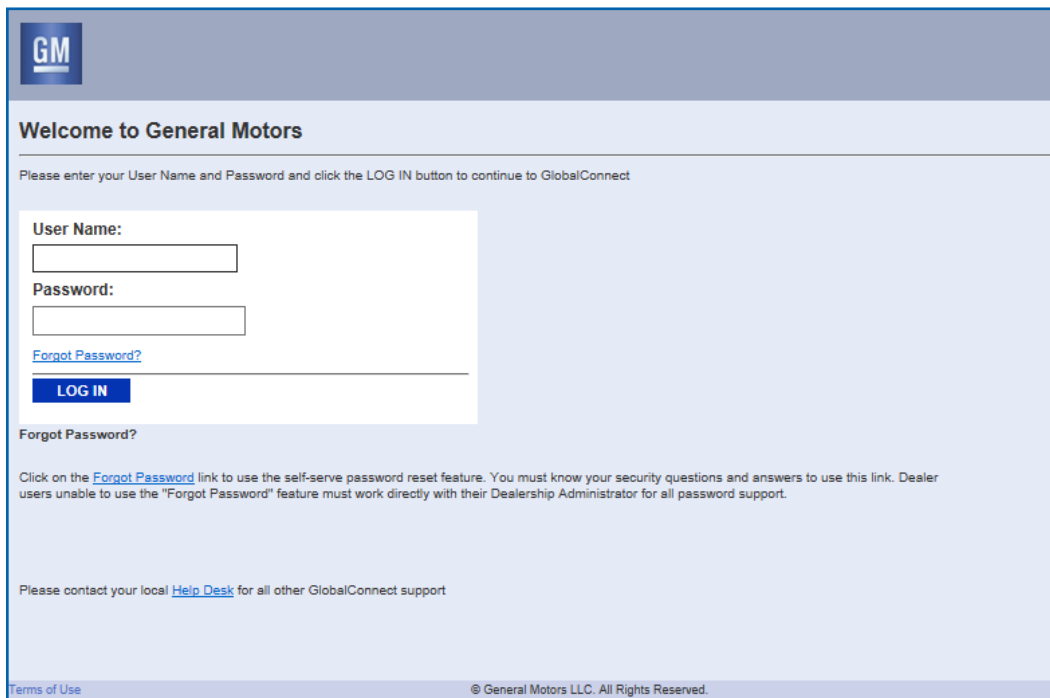 GM
Welcome to General Motors
Please enter your User Name and Password and click the LOG IN button to continue to GlobalConnect
User Name:
Password:
Forgot Password?
LOG IN
Forgot Password?
Click on the Forgot Password link to use the self-serve password reset feature. You must know your security questions and answers to use this link. Dealer
users unable to use the "Forgot Password" feature must work directly with their Dealership Administrator for all password support.
Please contact your local Help Desk for all other GlobalConnect support
Terms of Use
© General Motors LLC. All Rights Reserved.